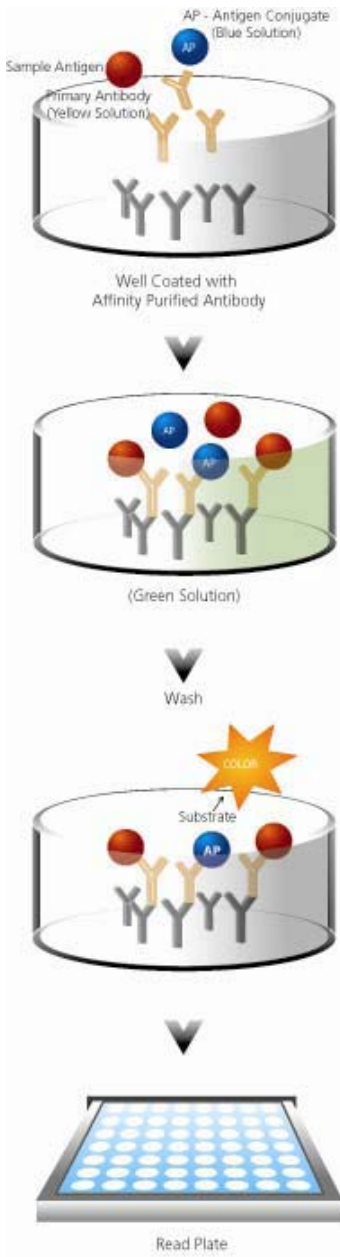 AP - Antigen Conjugate
(Blue Solution)
AP
Sample Antigen
Primary Antibody
(Yellow Solution)
Well Coated with
Affinity Purified Antibody
AP
AP
(Green Solution)
Wash
COLOR
Substrate
AP
Read Plate